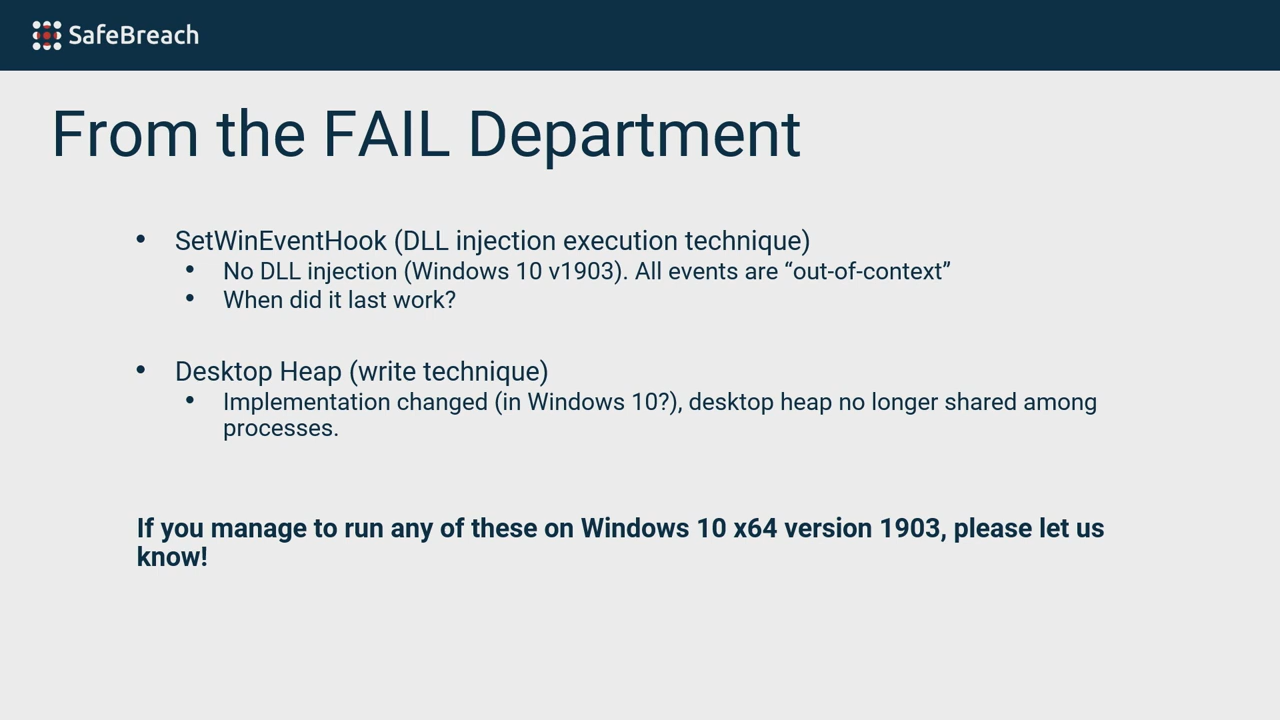 SafeBreach
From the FAIL Department
• SetWinEventHook (DLL injection execution technique)
• No DLL injection (Windows 10 v1903). All events are “out-of-context”
• When did it last work?
• Desktop Heap (write technique)
• Implementation changed (in Windows 10?), desktop heap no longer shared among
processes.
If you manage to run any of these on Windows 10 x64 version 1903, please let us
know!